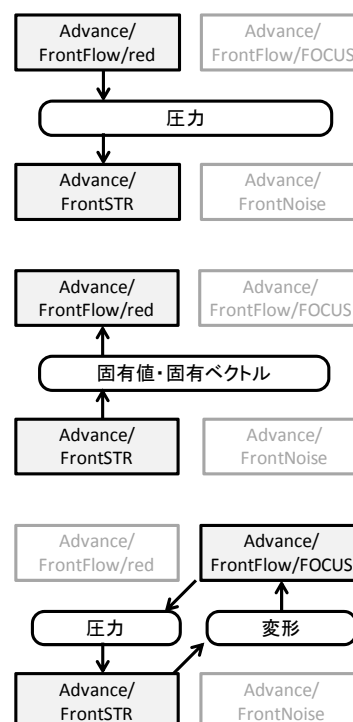 Advance/
FrontFlow/red
Advance/
FrontFlow/FOCUS
圧力
Advance/
FrontSTR
Advance/
FrontNoise
Advance/
FrontFlow/red
Advance/
FrontFlow/FOCUS
固有値・固有ベクトル
Advance/
FrontSTR
Advance/
FrontNoise
Advance/
FrontFlow/red
Advance/
FrontFlow/FOCUS
圧力
変形
Advance/
FrontSTR
Advance/
FrontNoise